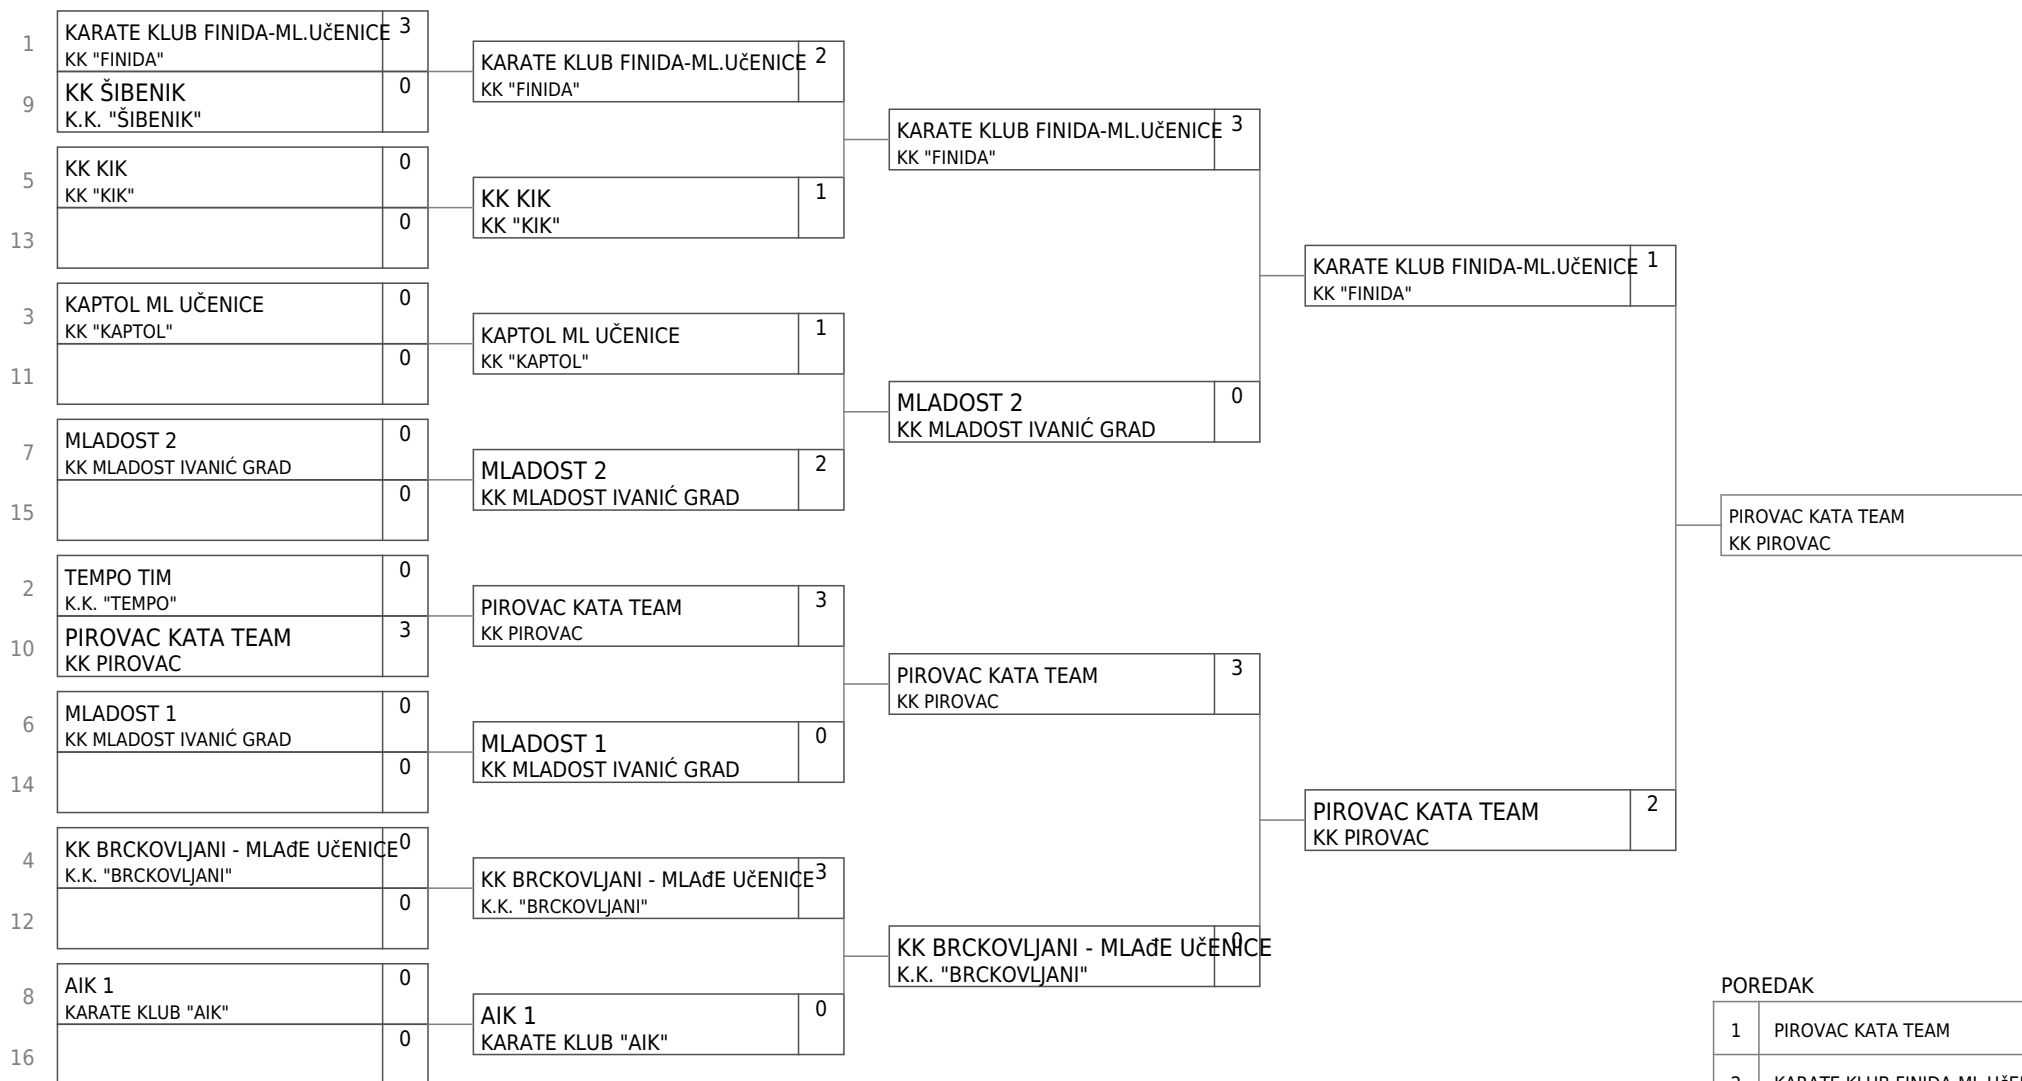 1
KARATE KLUB FINIDA-ML.UčENICE 3
KK "FINIDA"
9
KK ŠIBENIK 0
K.K. "ŠIBENIK"
5
KK KIK 0
KK "KIK"
13
0
3
KAPTOL ML UČENICE 0
KK "KAPTOL"
11
0
7
MLADOST 2 0
KK MLADOST IVANIĆ GRAD
15
0
2
TEMPO TIM 0
K.K. "TEMPO"
10
PIROVAC KATA TEAM 3
KK PIROVAC
6
MLADOST 1 0
KK MLADOST IVANIĆ GRAD
14
0
4
KK BRCKOVLJANI - MLAđE UčENICE 0
K.K. "BRCKOVLJANI"
12
0
8
AIK 1 0
KARATE KLUB "AIK"
16
0
KARATE KLUB FINIDA-ML.UčENICE 2
KK "FINIDA"
KK KIK 1
KK "KIK"
KAPTOL ML UČENICE 1
KK "KAPTOL"
MLADOST 2 2
KK MLADOST IVANIĆ GRAD
PIROVAC KATA TEAM 3
KK PIROVAC
MLADOST 1 0
KK MLADOST IVANIĆ GRAD
KK BRCKOVLJANI - MLAđE UčENICE 3
K.K. "BRCKOVLJANI"
AIK 1 0
KARATE KLUB "AIK"
KARATE KLUB FINIDA-ML.UčENICE 3
KK "FINIDA"
MLADOST 2 0
KK MLADOST IVANIĆ GRAD
PIROVAC KATA TEAM 3
KK PIROVAC
KK BRCKOVLJANI - MLAđE UčENICE 0
K.K. "BRCKOVLJANI"
KARATE KLUB FINIDA-ML.UčENICE 1
KK "FINIDA"
PIROVAC KATA TEAM 2
KK PIROVAC
PIROVAC KATA TEAM
KK PIROVAC
POREDAK
1 PIROVAC KATA TEAM
2 KARATE KLUB FINIDA-ML.UčE